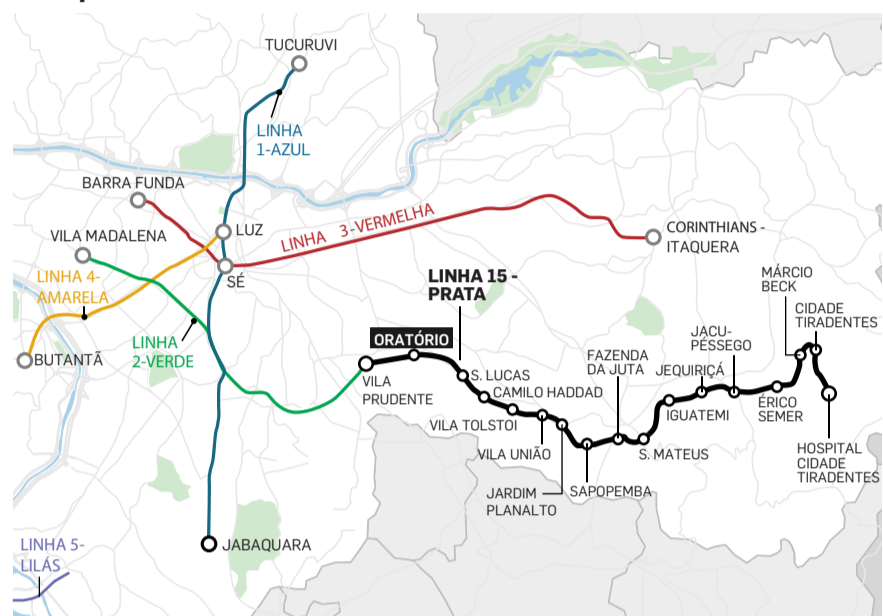 TUCURUVI
LINHA
1-AZUL
BARRA FUNDA
LUZ
LINHA 3-VERMELHA
CORINTHIANS -
ITAQUERA
VILA MADALENA
SÉ
LINHA 4-
AMARELA
LINHA
2-VERDE
BUTANTÃ
LINHA 15 -
PRATA
ORATÓRIO
VILA
PRUDENTE
S. LUCAS
CAMILO HADDAD
VILA TOLSTOI
VILA UNIÃO
JARDIM
PLANALTO
SAPOPEMBA
FAZENDA
DA JUTA
S. MATEUS
JEQUIRIÇÁ
IGUATEMI
JACU-
PÉSSEGO
ÉRICO
SEMER
MÁRCIO
BECK
CIDADE
TIRADENTES
HOSPITAL
CIDADE
TIRADENTES
JABAQUARA
LINHA 5-
LILÁS